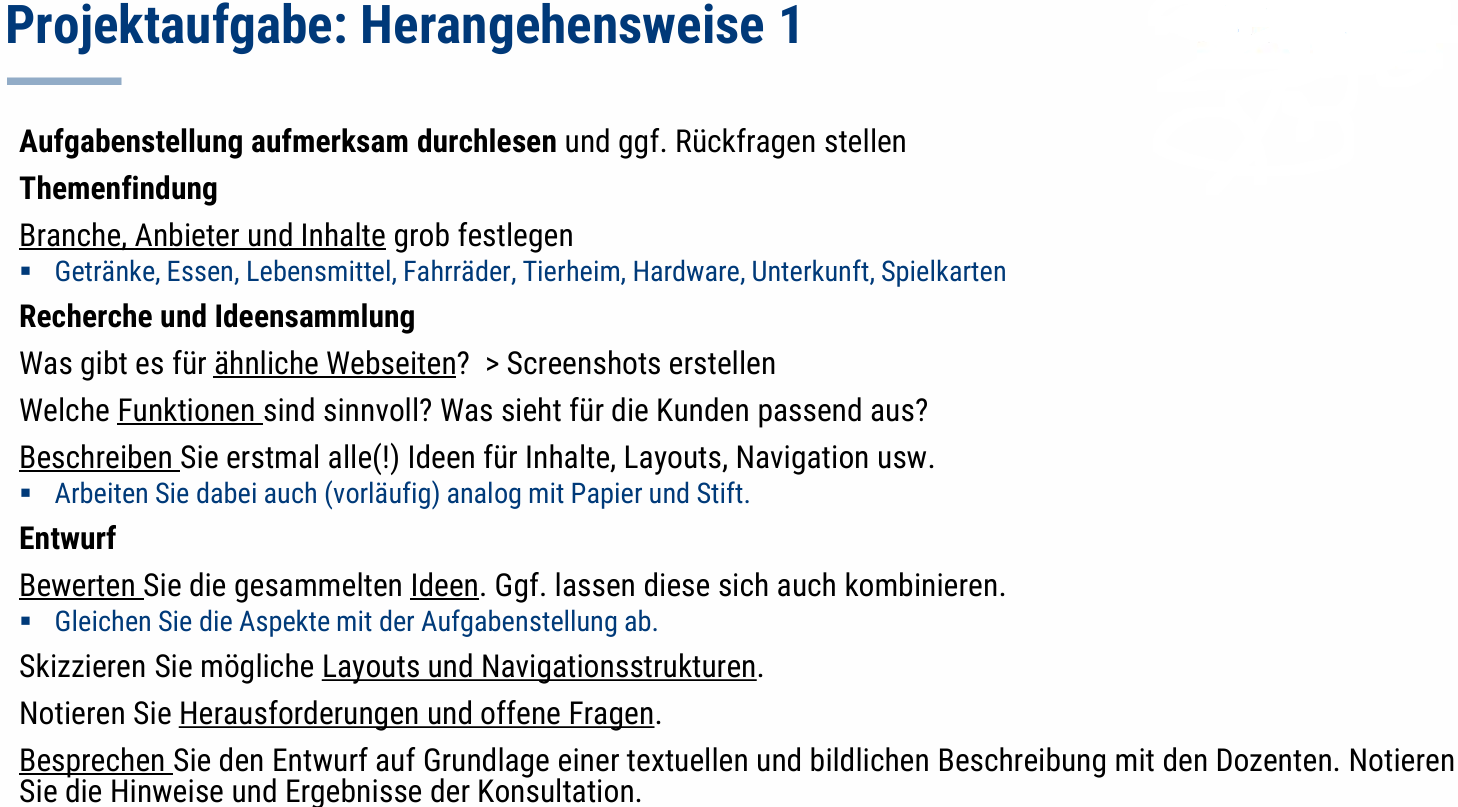 Projektaufgabe: Herangehensweise 1
Aufgabenstellung aufmerksam durchlesen und ggf. Rückfragen stellen
Themenfindung
Branche, Anbieter und Inhalte grob festlegen
▪ Getränke, Essen, Lebensmittel, Fahrräder, Tierheim, Hardware, Unterkunft, Spielkarten
Recherche und Ideensammlung
Was gibt es für ähnliche Webseiten? > Screenshots erstellen
Welche Funktionen sind sinnvoll? Was sieht für die Kunden passend aus?
Beschreiben Sie erstmal alle(!) Ideen für Inhalte, Layouts, Navigation usw.
▪ Arbeiten Sie dabei auch (vorläufig) analog mit Papier und Stift.
Entwurf
Bewerten Sie die gesammelten Ideen. Ggf. lassen diese sich auch kombinieren.
▪ Gleichen Sie die Aspekte mit der Aufgabenstellung ab.
Skizzieren Sie mögliche Layouts und Navigationsstrukturen.
Notieren Sie Herausforderungen und offene Fragen.
Besprechen Sie den Entwurf auf Grundlage einer textuellen und bildlichen Beschreibung mit den Dozenten. Notieren
Sie die Hinweise und Ergebnisse der Konsultation.